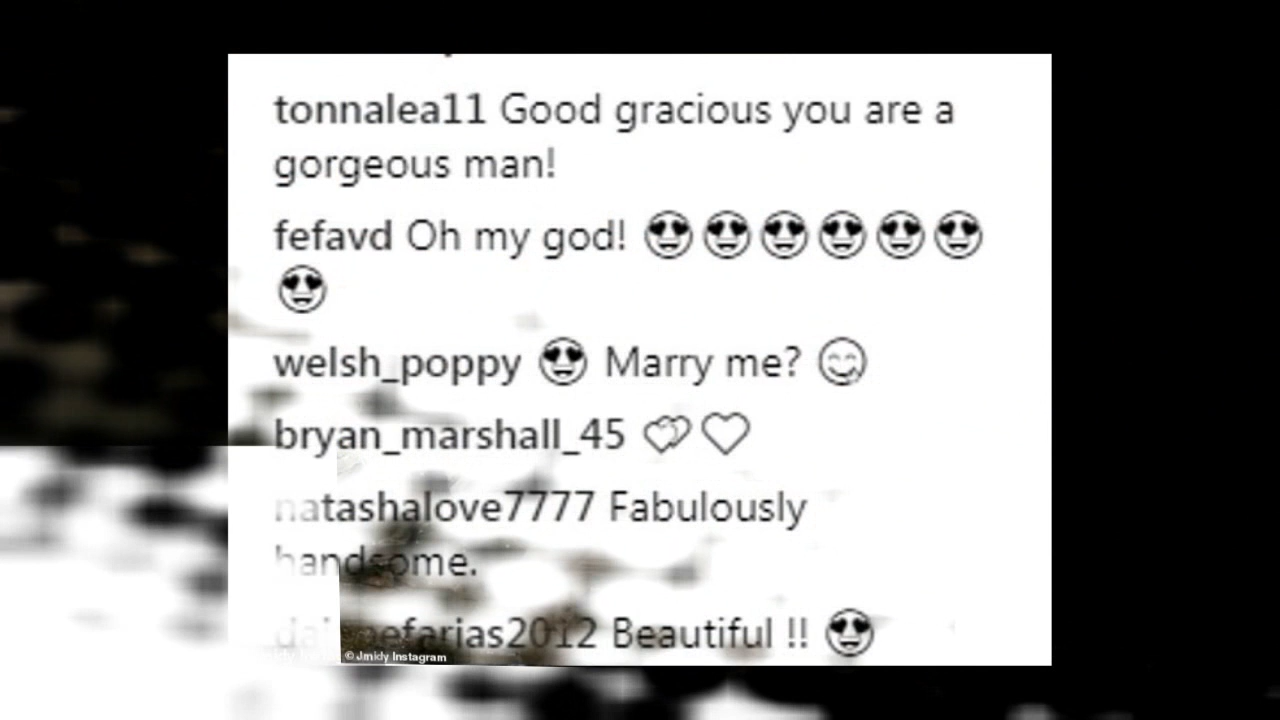 tonnalea11 Good gracious you are a
gorgeous man!
fefavd Oh my god! 😍😍😍😍😍😍
😍
welsh_poppy 😍 Marry me? 😋
bryan_marshall_45 💕♡
natashalove7777 Fabulously
handsome.
Beautiful !! 😍
© Jmidy Instagram